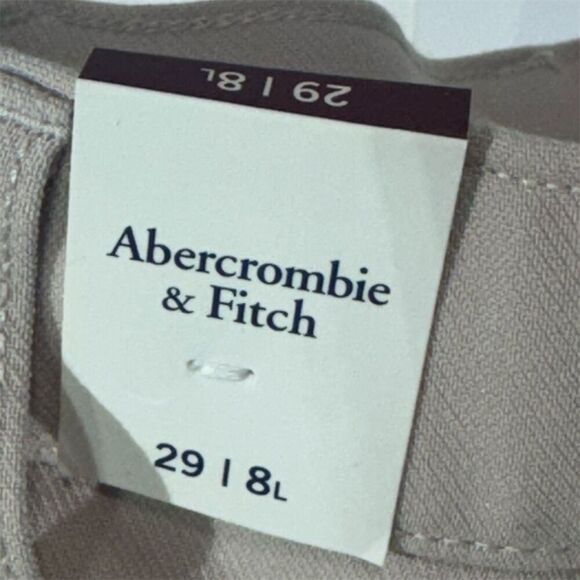 29 | 8L
Abercrombie
& Fitch
29 | 8L